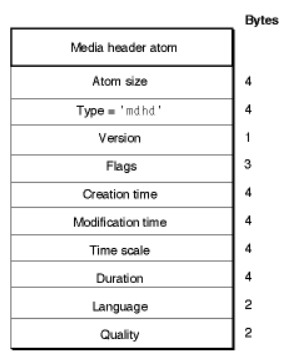 Bytes
Media header atom
Atom size 4
Type = 'mdhd' 4
Version 1
Flags 3
Creation time 4
Modification time 4
Time scale 4
Duration 4
Language 2
Quality 2